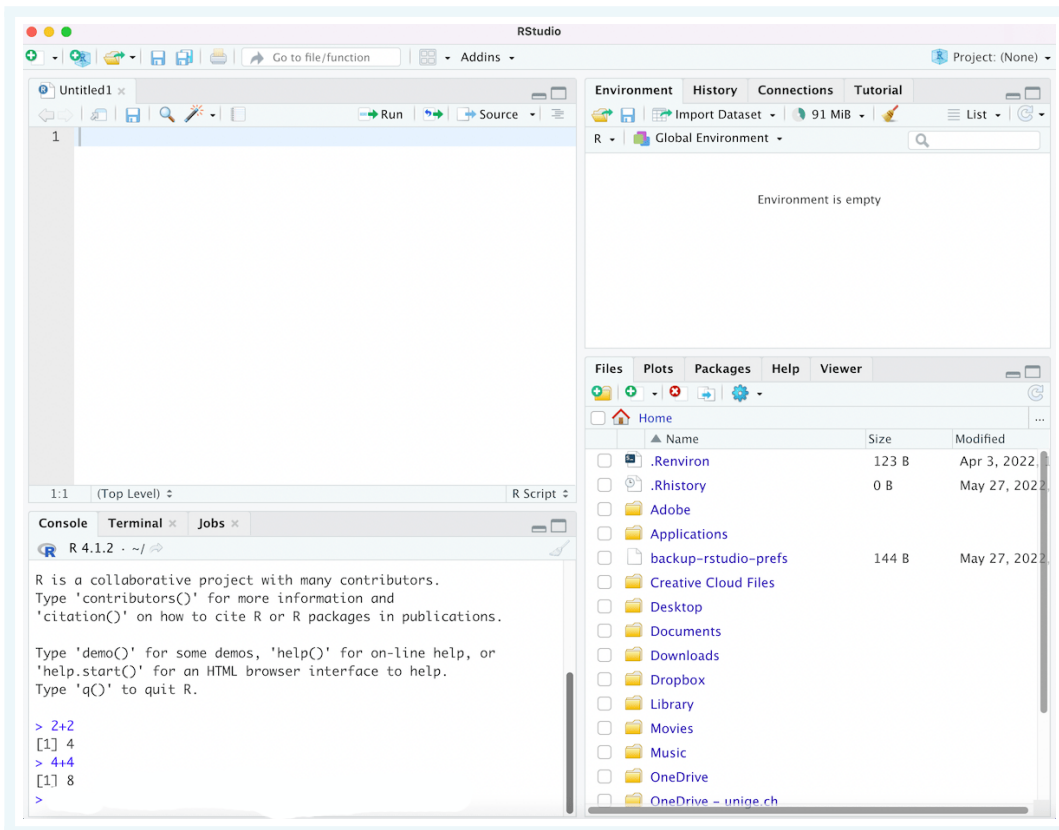 RStudio
Go to file/function
Addins
Project: (None)
Untitled1
Run
Source
1
1:1 (Top Level)
R Script
Console Terminal Jobs
R 4.1.2 · ~/
R is a collaborative project with many contributors.
Type 'contributors()' for more information and
'citation()' on how to cite R or R packages in publications.
Type 'demo()' for some demos, 'help()' for on-line help, or
'help.start()' for an HTML browser interface to help.
Type 'q()' to quit R.
> 2+2
[1] 4
> 4+4
[1] 8
>
Environment History Connections Tutorial
Import Dataset 91 MiB List
R Global Environment
Environment is empty
Files Plots Packages Help Viewer
Home ...
Name Size Modified
.Renviron 123 B Apr 3, 2022,
.Rhistory 0 B May 27, 2022
Adobe
Applications
backup-rstudio-prefs 144 B May 27, 2022
Creative Cloud Files
Desktop
Documents
Downloads
Dropbox
Library
Movies
Music
OneDrive
OneDrive - unige.ch